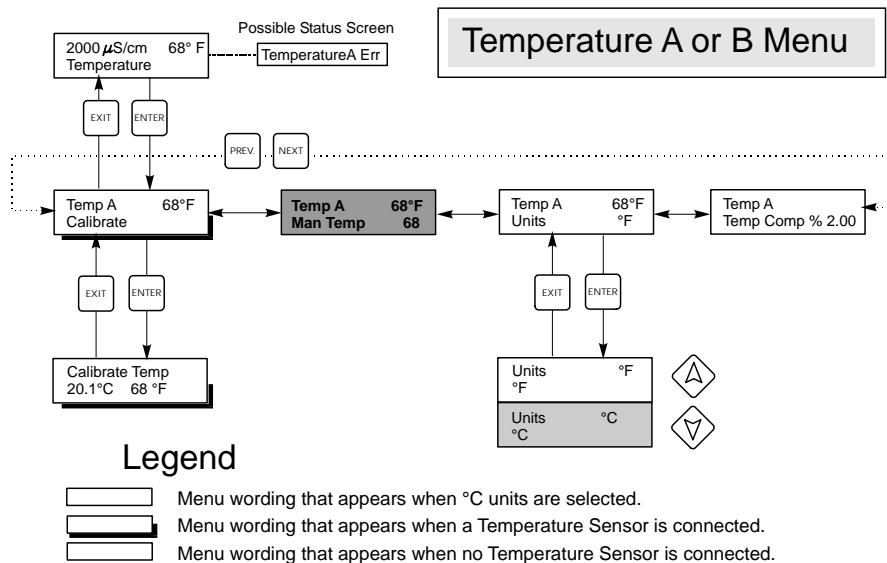 Possible Status Screen
Temperature A or B Menu
2000 µS/cm 68° F
Temperature
TemperatureA Err
EXIT
ENTER
PREV.
NEXT
Temp A 68°F
Calibrate
Temp A 68°F
Man Temp 68
Temp A 68°F
Units °F
Temp A
Temp Comp % 2.00
EXIT
ENTER
EXIT
ENTER
Calibrate Temp
20.1°C 68 °F
Units °F
°F
Units °C
°C
Legend
Menu wording that appears when °C units are selected.
Menu wording that appears when a Temperature Sensor is connected.
Menu wording that appears when no Temperature Sensor is connected.